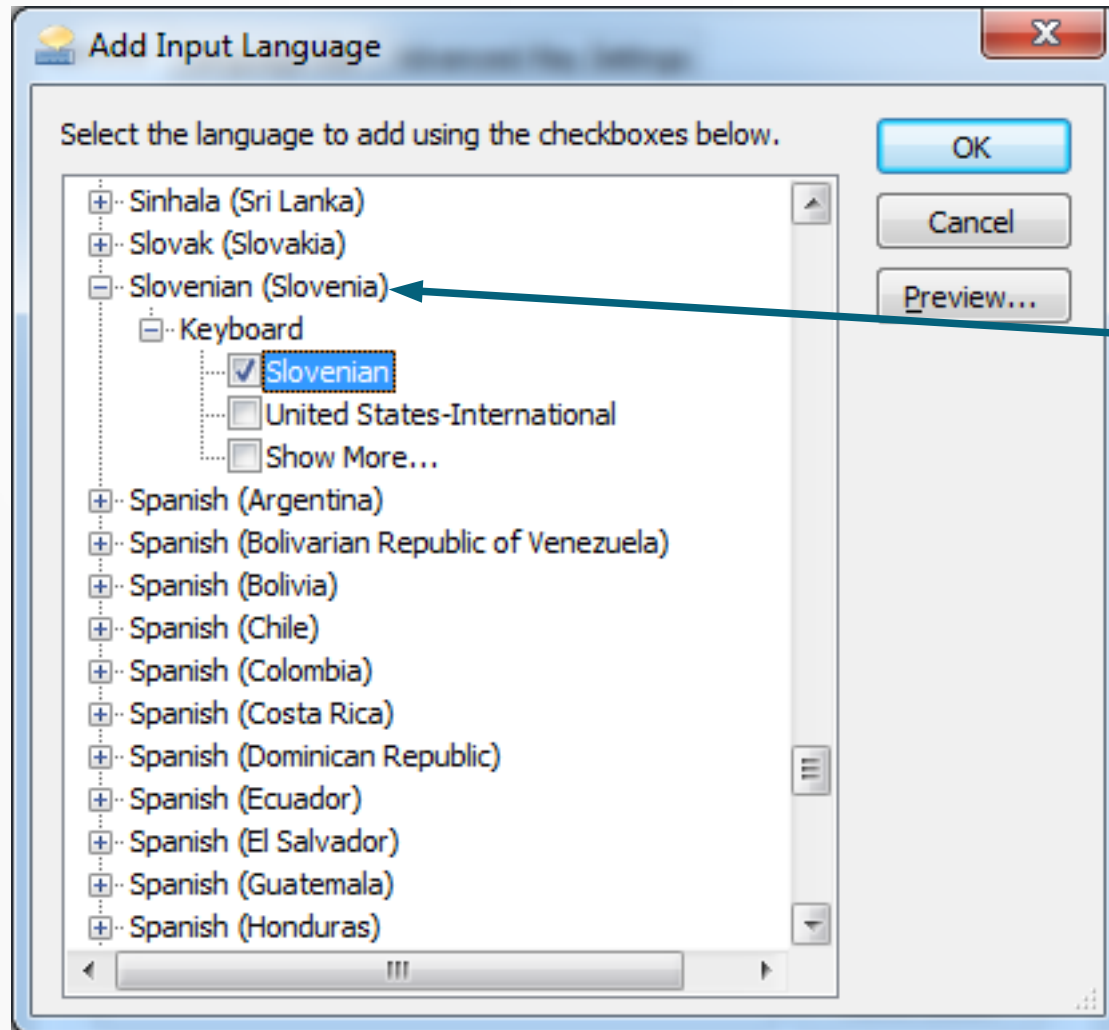 Add Input Language
Select the language to add using the checkboxes below.
OK
Cancel
Preview...
Sinhala (Sri Lanka)
Slovak (Slovakia)
Slovenian (Slovenia)
Keyboard
Slovenian
United States-International
Show More...
Spanish (Argentina)
Spanish (Bolivarian Republic of Venezuela)
Spanish (Bolivia)
Spanish (Chile)
Spanish (Colombia)
Spanish (Costa Rica)
Spanish (Dominican Republic)
Spanish (Ecuador)
Spanish (El Salvador)
Spanish (Guatemala)
Spanish (Honduras)